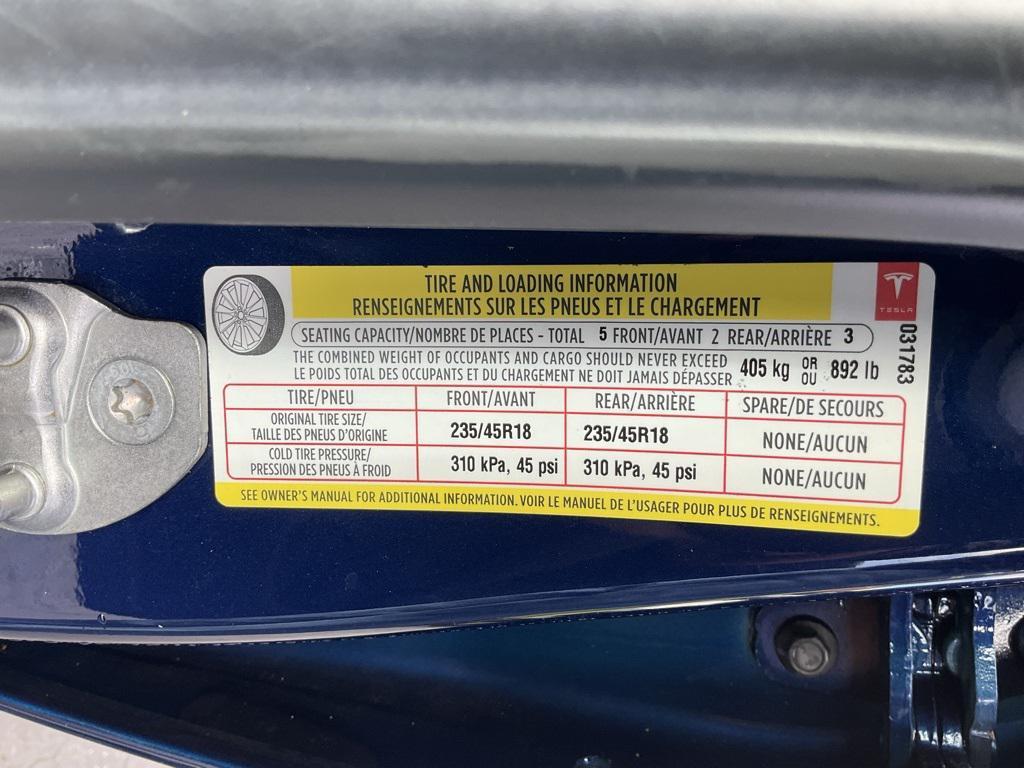 TIRE AND LOADING INFORMATION
RENSEIGNEMENTS SUR LES PNEUS ET LE CHARGEMENT
TESLA
SEATING CAPACITY/NOMBRE DE PLACES - TOTAL 5 FRONT/AVANT 2 REAR/ARRIÈRE 3
THE COMBINED WEIGHT OF OCCUPANTS AND CARGO SHOULD NEVER EXCEED
LE POIDS TOTAL DES OCCUPANTS ET DU CHARGEMENT NE DOIT JAMAIS DÉPASSER
405 kg OR OU 892 lb
031783
TIRE/PNEU FRONT/AVANT REAR/ARRIÈRE SPARE/DE SECOURS
ORIGINAL TIRE SIZE/
TAILLE DES PNEUS D'ORIGINE
235/45R18 235/45R18 NONE/AUCUN
COLD TIRE PRESSURE/
PRESSION DES PNEUS À FROID
310 kPa, 45 psi 310 kPa, 45 psi NONE/AUCUN
SEE OWNER'S MANUAL FOR ADDITIONAL INFORMATION. VOIR LE MANUEL DE L'USAGER POUR PLUS DE RENSEIGNEMENTS.